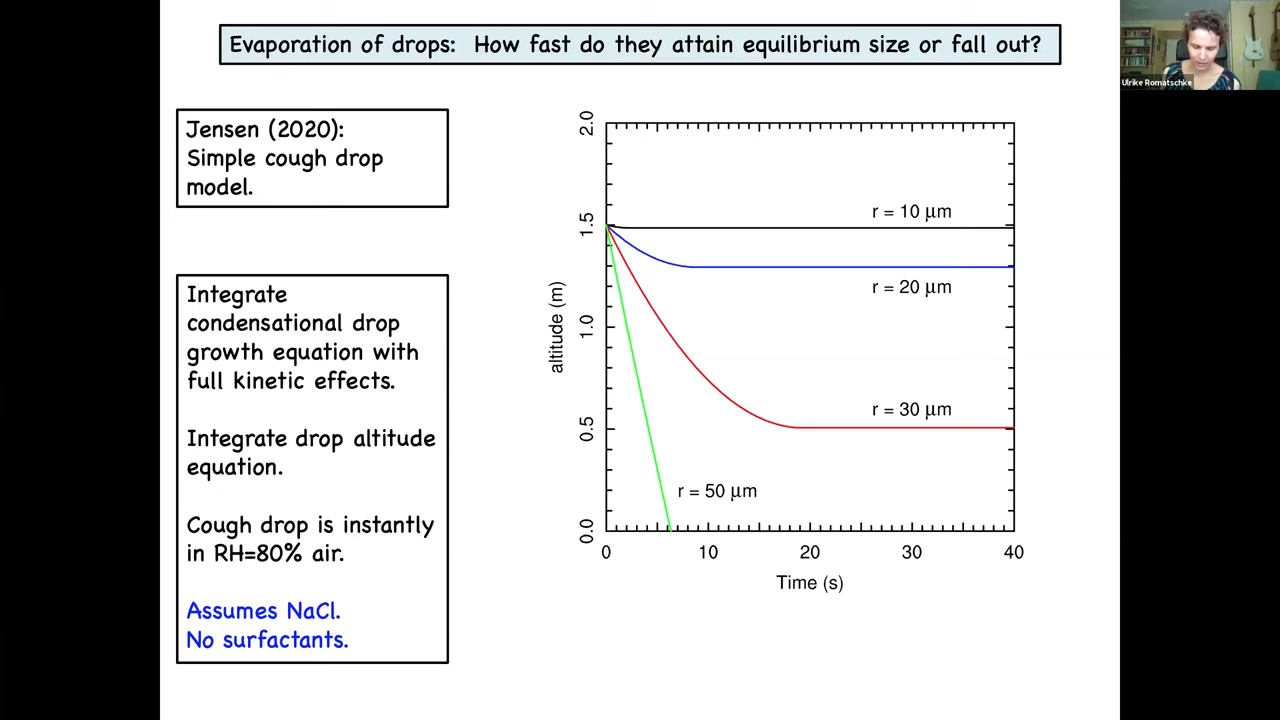 Evaporation of drops: How fast do they attain equilibrium size or fall out?
Ulrike Romatschke
Jensen (2020):
Simple cough drop
model.
Integrate
condensational drop
growth equation with
full kinetic effects.
Integrate drop altitude
equation.
Cough drop is instantly
in RH=80% air.
Assumes NaCl.
No surfactants.
2.0
1.5
1.0
0.5
0.0
altitude (m)
r = 10 μm
r = 20 μm
r = 30 μm
r = 50 μm
0 10 20 30 40
Time (s)